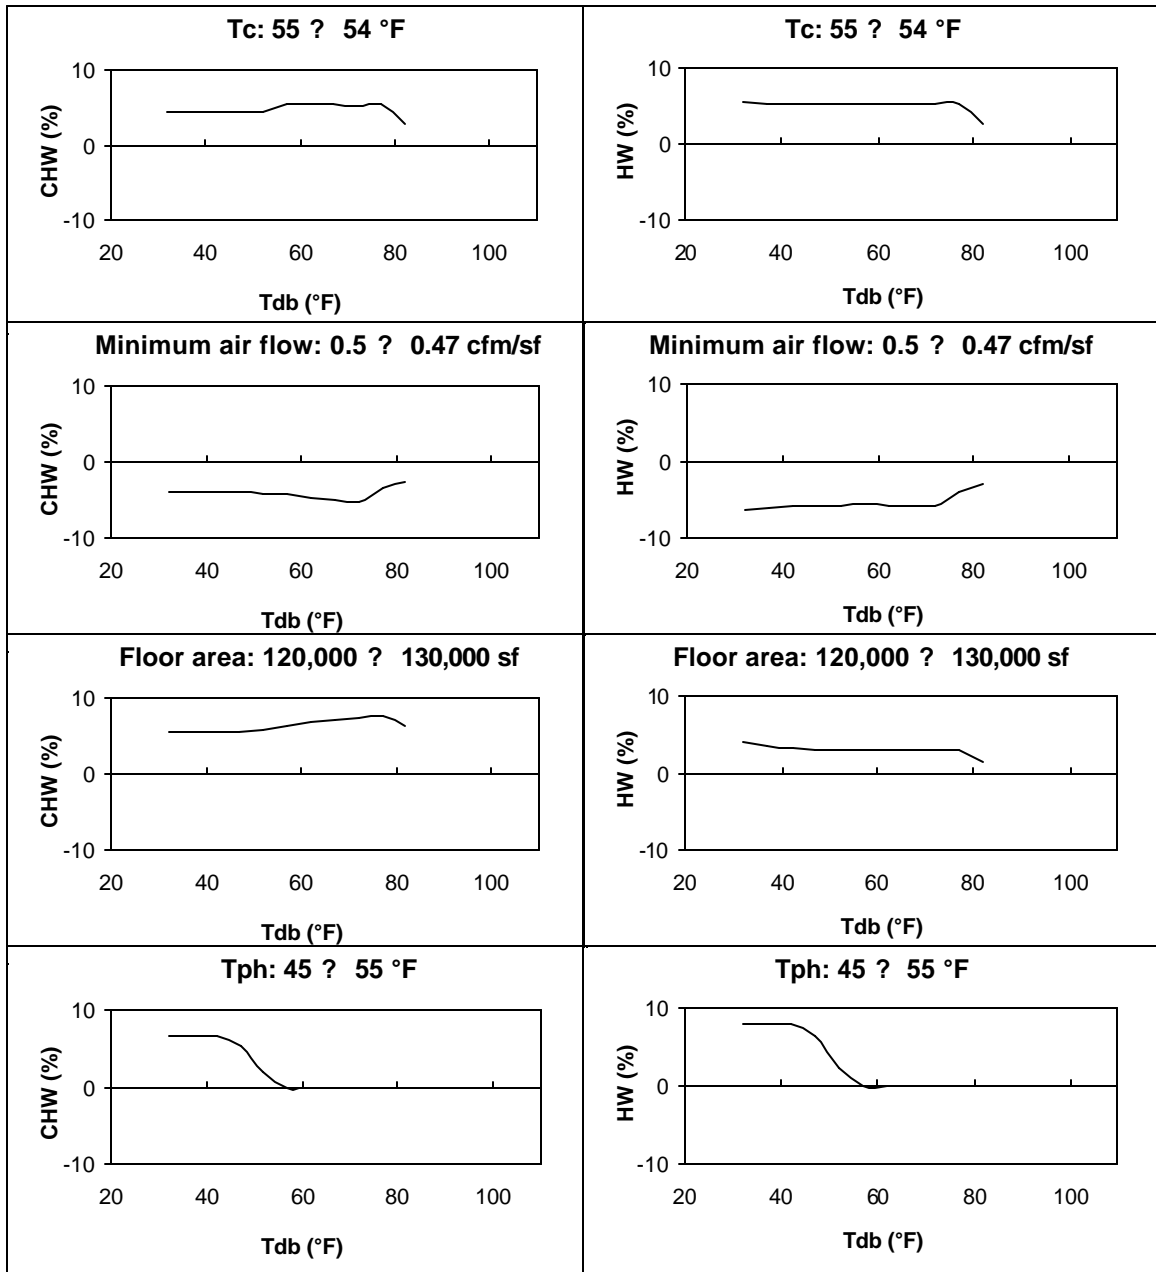 Tc: 55 ? 54 °F
10
0
-10
CHW (%)
20 40 60 80 100
Tdb (°F)
Tc: 55 ? 54 °F
10
0
-10
HW (%)
20 40 60 80 100
Tdb (°F)
Minimum air flow: 0.5 ? 0.47 cfm/sf
10
0
-10
CHW (%)
20 40 60 80 100
Tdb (°F)
Minimum air flow: 0.5 ? 0.47 cfm/sf
10
0
-10
HW (%)
20 40 60 80 100
Tdb (°F)
Floor area: 120,000 ? 130,000 sf
10
0
-10
CHW (%)
20 40 60 80 100
Tdb (°F)
Floor area: 120,000 ? 130,000 sf
10
0
-10
HW (%)
20 40 60 80 100
Tdb (°F)
Tph: 45 ? 55 °F
10
0
-10
CHW (%)
20 40 60 80 100
Tdb (°F)
Tph: 45 ? 55 °F
10
0
-10
HW (%)
20 40 60 80 100
Tdb (°F)